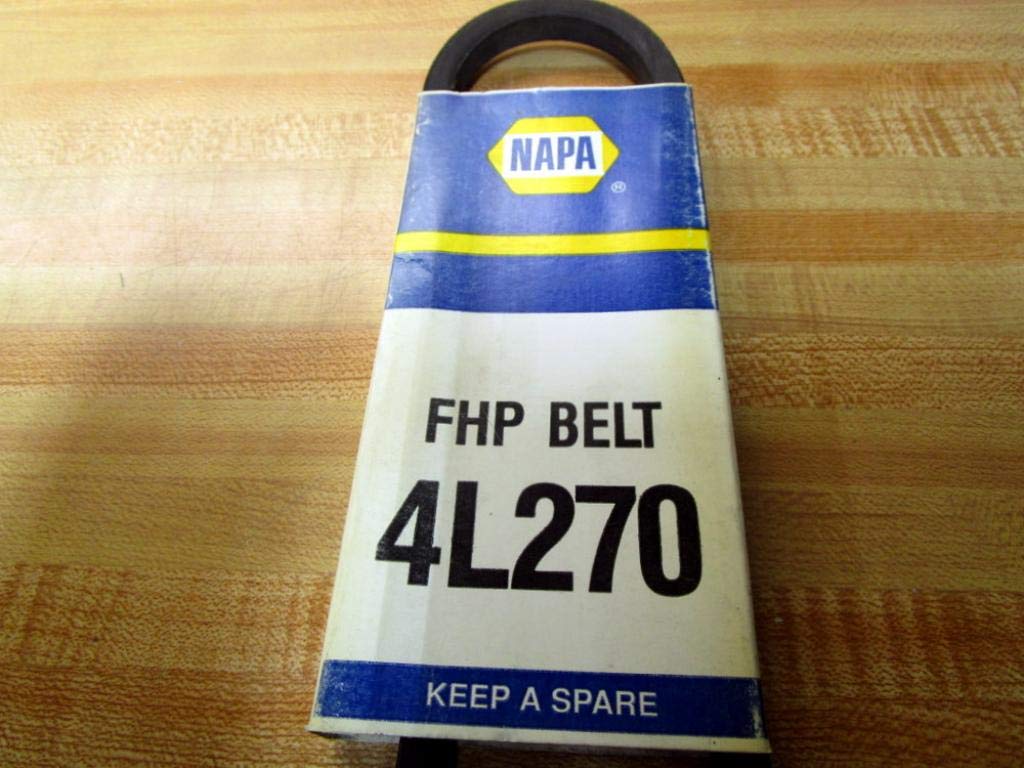 NAPA
®
FHP BELT
4L270
KEEP A SPARE